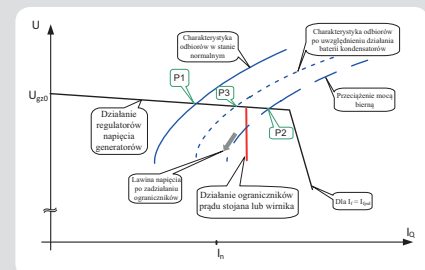 U
Charakterystyka
odbiorów w stanie
normalnym
Charakterystyka odbiorów
po uwzględnieniu działania
baterii kondensatorów
P1
P3
U_gz0
Przeciążenie mocą
bierną
Działanie
regulatorów
napięcia
generatorów
P2
Lawina napięcia
po zadziałaniu
ograniczników
Działanie ograniczników
prądu stojana lub wirnika
Dla I_f = I_fpuł
I_n
I_Q